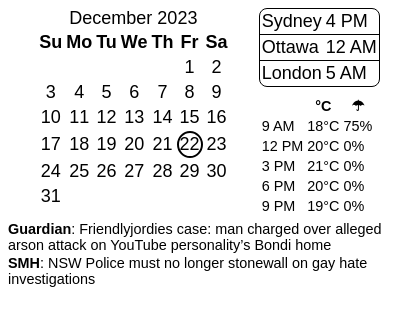 December 2023
Su Mo Tu We Th Fr Sa
1 2
3 4 5 6 7 8 9
10 11 12 13 14 15 16
17 18 19 20 21 22 23
24 25 26 27 28 29 30
31
Sydney 4 PM
Ottawa 12 AM
London 5 AM
°C ☂
9 AM 18°C 75%
12 PM 20°C 0%
3 PM 21°C 0%
6 PM 20°C 0%
9 PM 19°C 0%
Guardian: Friendlyjordies case: man charged over alleged
arson attack on YouTube personality’s Bondi home
SMH: NSW Police must no longer stonewall on gay hate
investigations